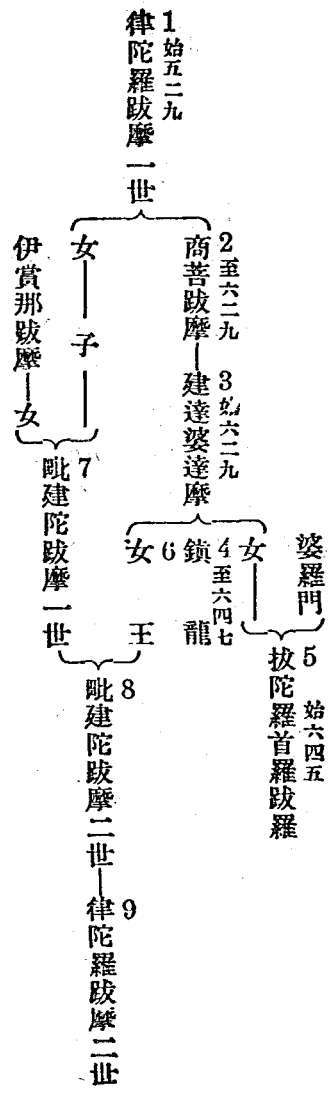 1 始五二九
律陀羅跋摩一世
2 至六二九
商菩跋摩
3 始六二九
建達婆達摩
女
子
伊賞那跋摩
女
婆羅門
女
4 至六四七
鎮龍
6
女王
5 始六四五
拔陀羅首羅跋羅
7
毗建陀跋摩一世
8
毗建陀跋摩二世
9
律陀羅跋摩二世